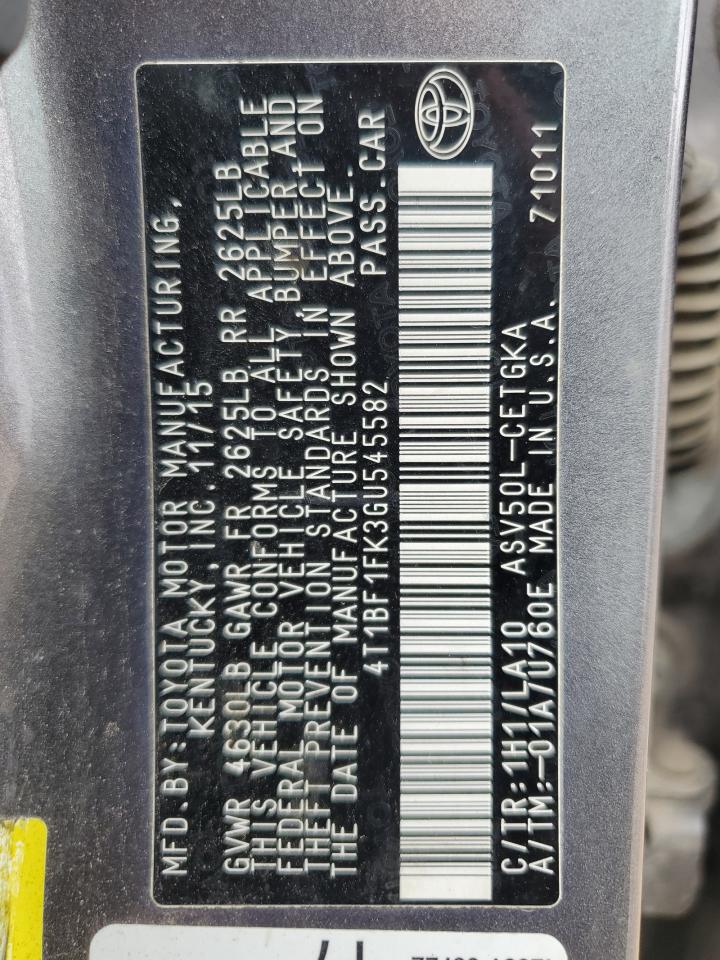 MFD.BY:TOYOTA MOTOR MANUFACTURING,
KENTUCKY,INC. 11/15
GVWR 4630LB GAWR FR 2625LB RR 2625LB
THIS VEHICLE CONFORMS TO ALL APPLICABLE
FEDERAL MOTOR VEHICLE SAFETY, BUMPER AND
THEFT PREVENTION STANDARDS IN EFFECT ON
THE DATE OF MANUFACTURE SHOWN ABOVE.
4T1BF1FK3GU545582 PASS.CAR
C/TR:1H1/LA10 ASV50L-CETGKA
A/TM:-01A/U760E MADE IN U.S.A. 71011